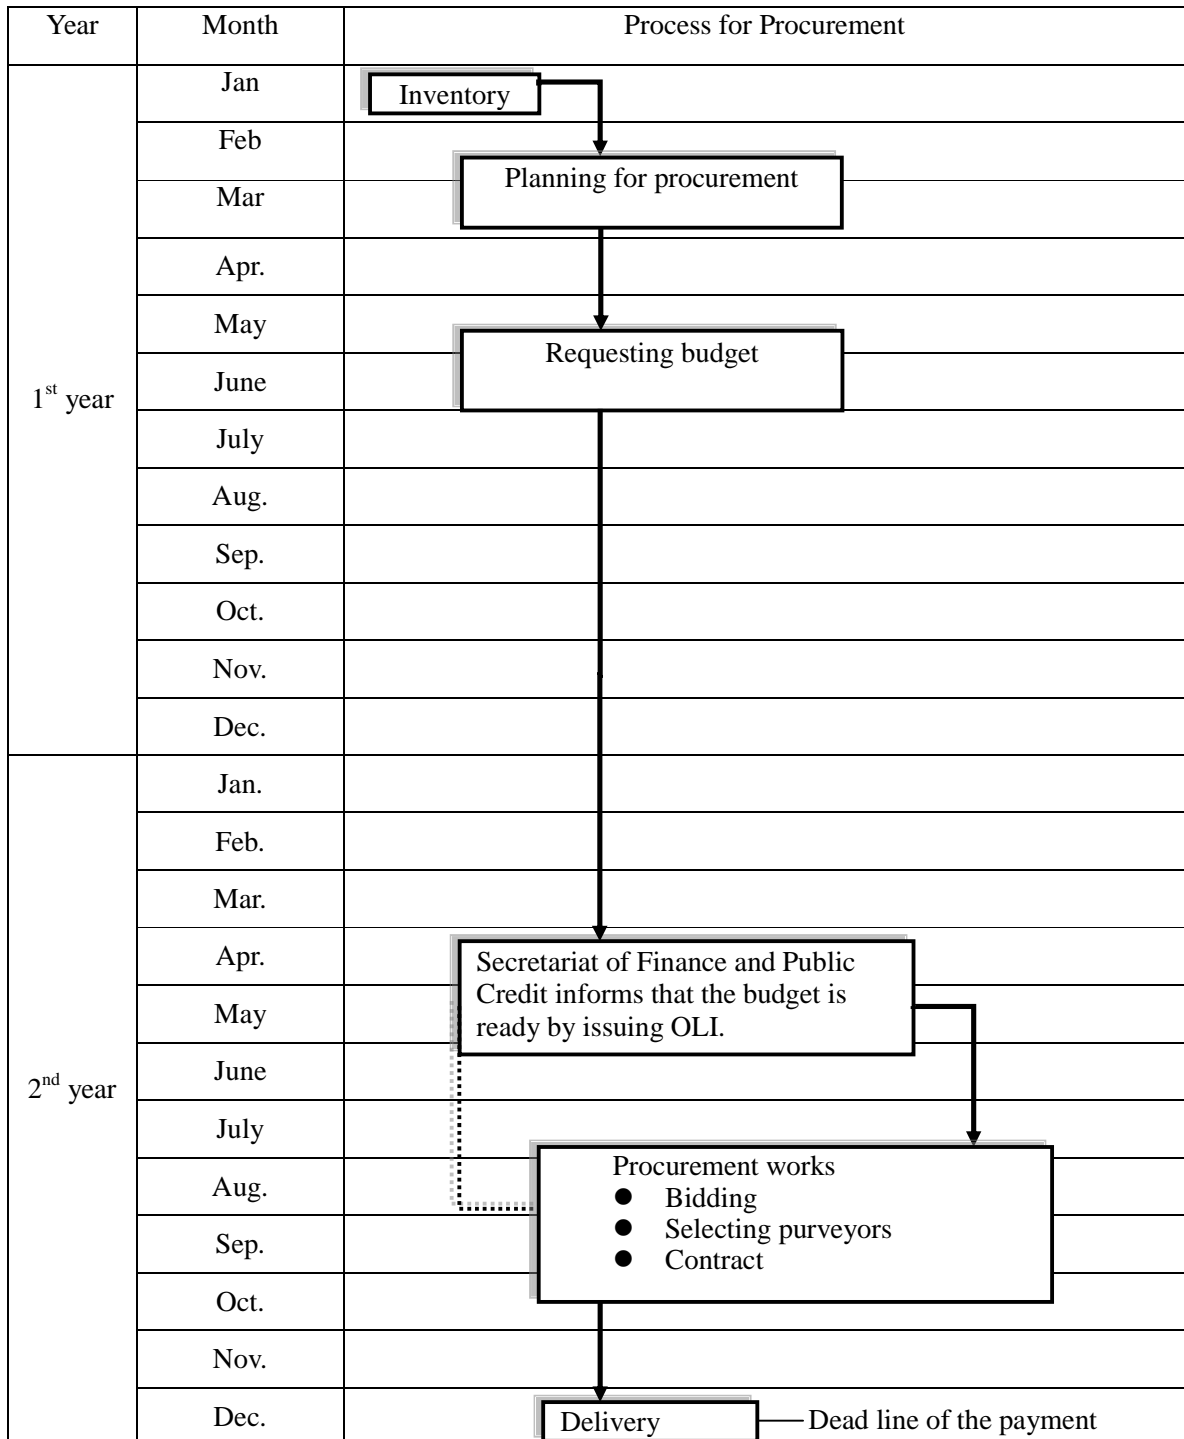 Year Month Process for Procurement
1st year
Jan
Inventory
Feb
Planning for procurement
Mar
Apr.
May
Requesting budget
June
July
Aug.
Sep.
Oct.
Nov.
Dec.
2nd year
Jan.
Feb.
Mar.
Apr.
Secretariat of Finance and Public
Credit informs that the budget is
ready by issuing OLI.
May
June
July
Procurement works
● Bidding
● Selecting purveyors
● Contract
Aug.
Sep.
Oct.
Nov.
Dec.
Delivery
Dead line of the payment